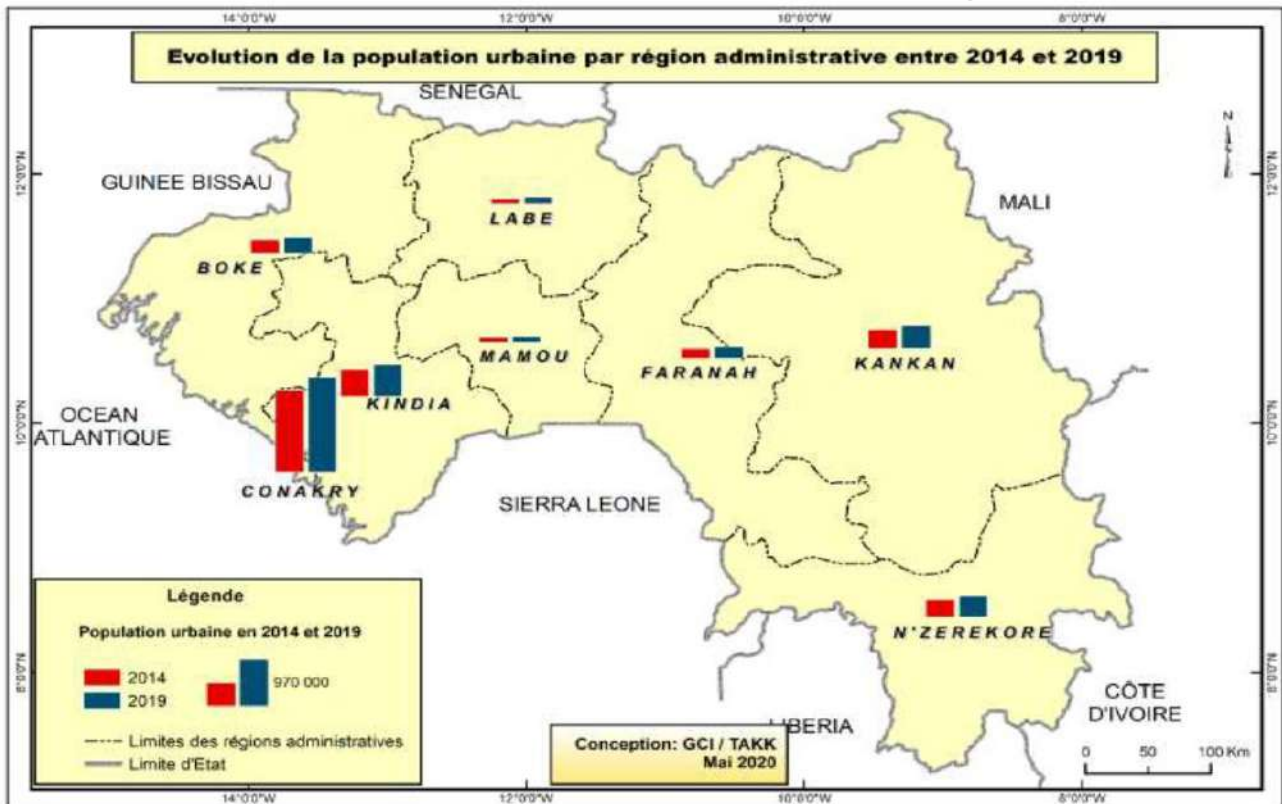 14°0'0"W 12°0'0"W 10°0'0"W 8°0'0"W
Evolution de la population urbaine par région administrative entre 2014 et 2019
SENEGAL
N
12°0'0"N
12°0'0"N
GUINEE BISSAU
MALI
LABE
BOKE
MAMOU
FARANAH
KANKAN
KINDIA
OCEAN
ATLANTIQUE
10°0'0"N
10°0'0"N
CONAKRY
SIERRA LEONE
Légende
Population urbaine en 2014 et 2019
2014
2019
970 000
Limites des régions administratives
Limite d'Etat
N'ZEREKORE
8°0'0"N
8°0'0"N
LIBERIA
CÔTE
D'IVOIRE
Conception: GCI / TAKK
Mai 2020
0 50 100 Km
14°0'0"W 12°0'0"W 10°0'0"W 8°0'0"W